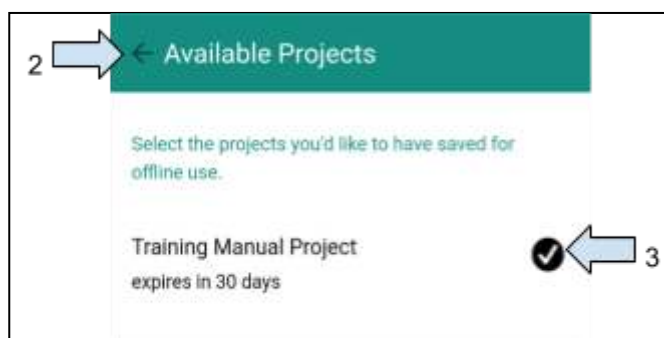 2
Available Projects
Select the projects you'd like to have saved for
offline use.
Training Manual Project
3
expires in 30 days